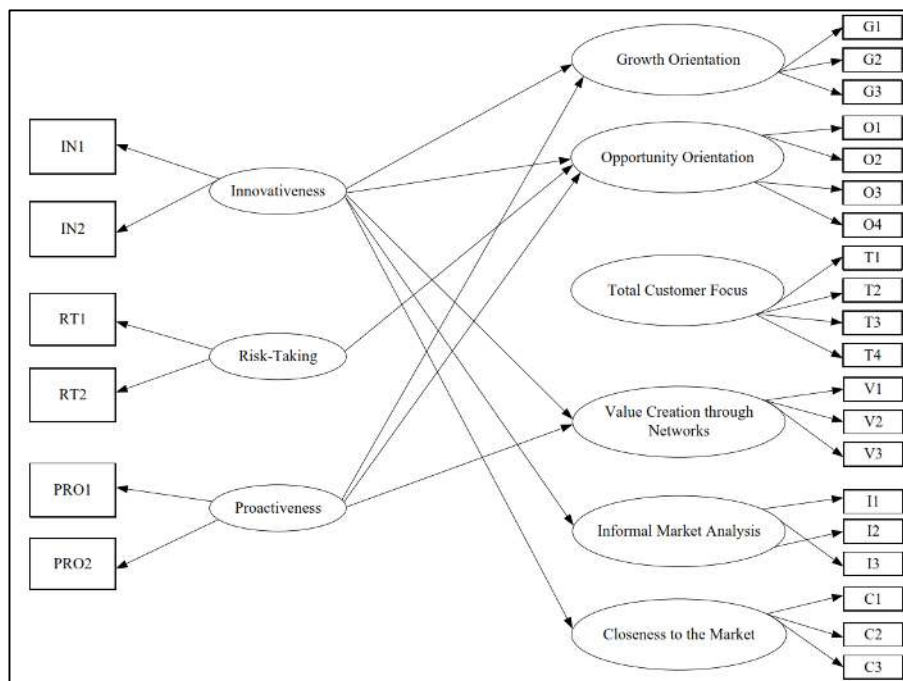 IN1
IN2
RT1
RT2
PRO1
PRO2
Innovativeness
Risk-Taking
Proactiveness
Growth Orientation
Opportunity Orientation
Total Customer Focus
Value Creation through
Networks
Informal Market Analysis
Closeness to the Market
G1
G2
G3
O1
O2
O3
O4
T1
T2
T3
T4
V1
V2
V3
I1
I2
I3
C1
C2
C3